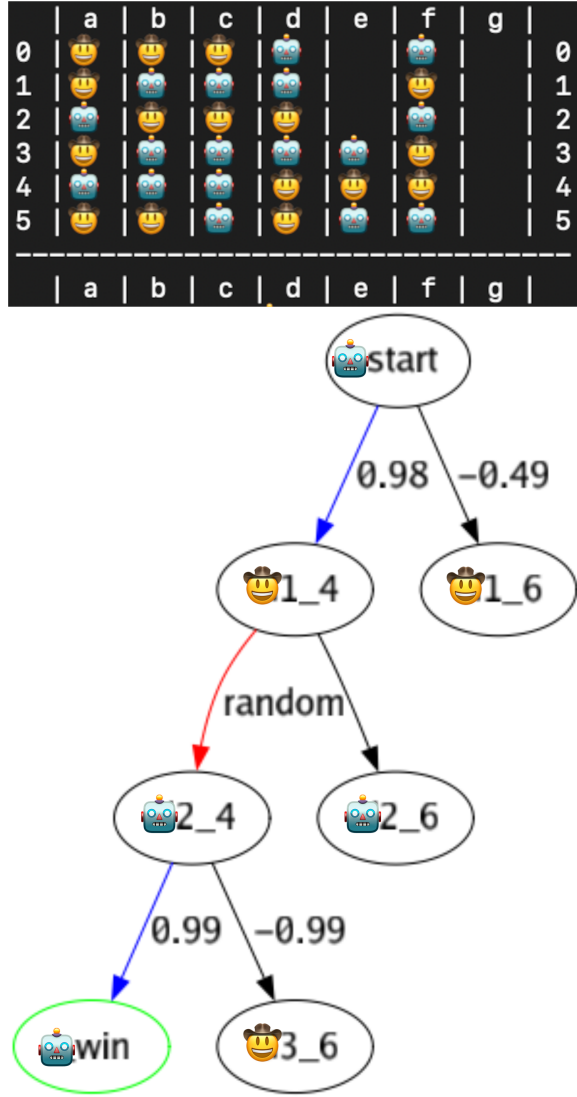 | a | b | c | d | e | f | g |
0 |🤠|🤠|🤠|🤖| |🤖| | 0
1 |🤠|🤖|🤖|🤖| |🤠| | 1
2 |🤖|🤠|🤠|🤠| |🤖| | 2
3 |🤠|🤖|🤖|🤖|🤖|🤠| | 3
4 |🤖|🤖|🤖|🤠|🤠|🤠| | 4
5 |🤠|🤠|🤖|🤠|🤖|🤖| | 5
-----------------------------------------
| a | b | c | d | e | f | g |
🤖start
0.98 -0.49
🤠1_4 🤠1_6
random
🤖2_4 🤖2_6
0.99 -0.99
🤖win 🤠3_6